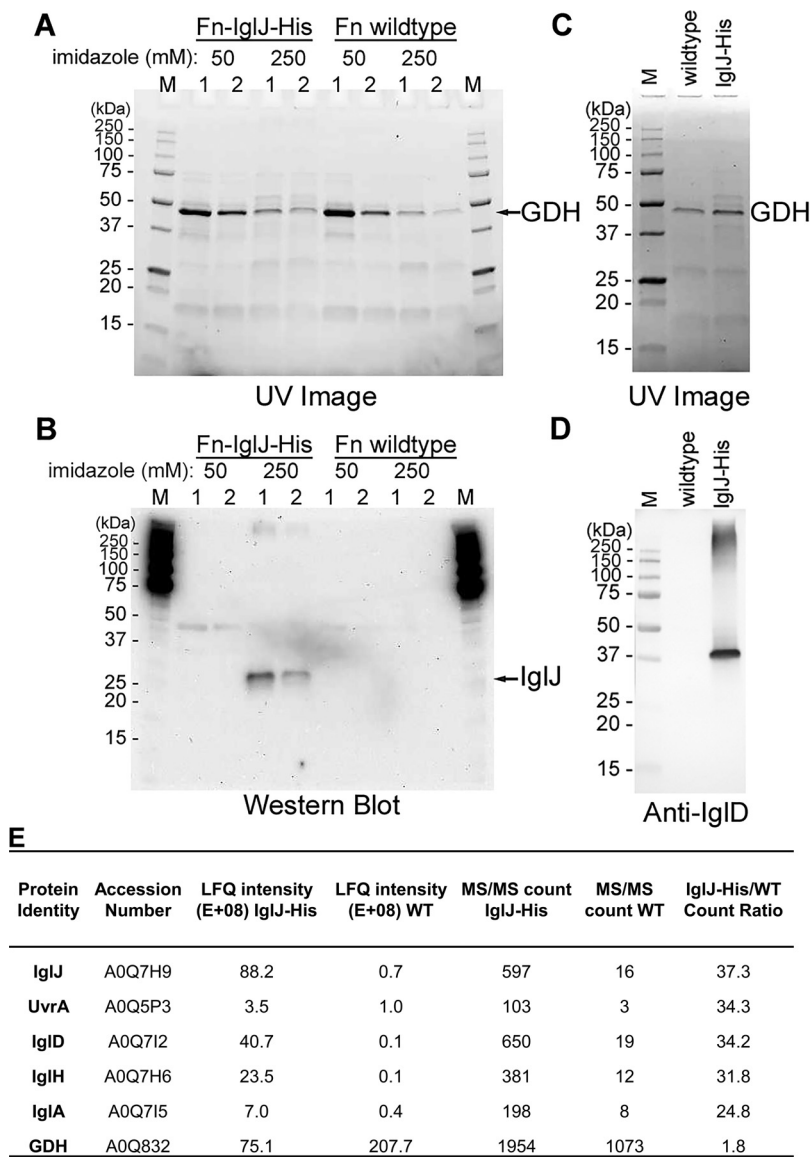 A
Fn-IglJ-His Fn wildtype
imidazole (mM): 50 250 50 250
M 1 2 1 2 1 2 1 2 M
(kDa)
250 -
150 -
100 -
75 -
50 -
37 -
25 -
20 -
15 -
GDH
UV Image
C
M wildtype IglJ-His
(kDa)
250 -
150 -
100 -
75 -
50 -
37 -
25 -
20 -
15 -
GDH
UV Image
B
Fn-IglJ-His Fn wildtype
imidazole (mM): 50 250 50 250
M 1 2 1 2 1 2 1 2 M
(kDa)
250 -
150 -
100 -
75 -
50 -
37 -
25 -
20 -
15 -
IglJ
Western Blot
D
M wildtype IglJ-His
(kDa)
250 -
150 -
100 -
75 -
50 -
37 -
25 -
20 -
15 -
Anti-IglD
E
Protein Identity Accession Number LFQ intensity (E+08) IglJ-His LFQ intensity (E+08) WT MS/MS count IglJ-His MS/MS count WT IglJ-His/WT Count Ratio
IglJ A0Q7H9 88.2 0.7 597 16 37.3
UvrA A0Q5P3 3.5 1.0 103 3 34.3
IglD A0Q7I2 40.7 0.1 650 19 34.2
IglH A0Q7H6 23.5 0.1 381 12 31.8
IglA A0Q7I5 7.0 0.4 198 8 24.8
GDH A0Q832 75.1 207.7 1954 1073 1.8